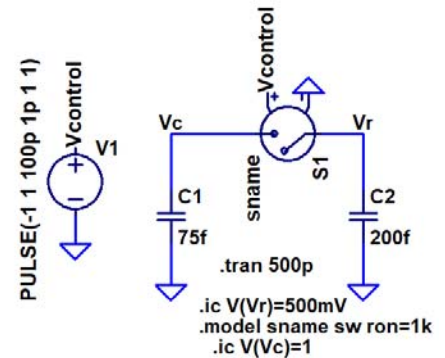 PULSE(-1 1 100p 1p 1 1)
Vcontrol
V1
+
−
Vcontrol
+
Vc
Vr
sname
S1
C1
75f
C2
200f
.tran 500p
.ic V(Vr)=500mV
.model sname sw ron=1k
.ic V(Vc)=1